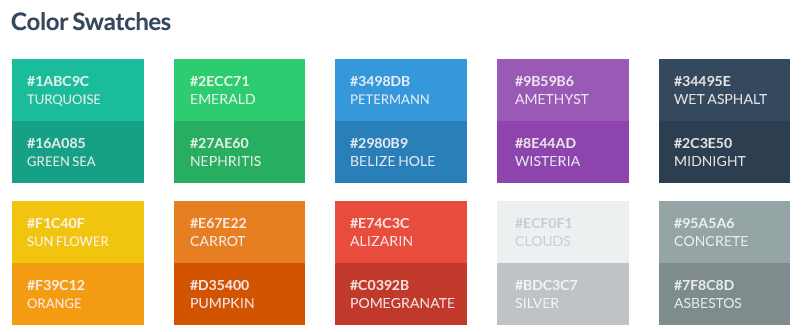 Color Swatches
#1ABC9C
TURQUOISE
#16A085
GREEN SEA
#2ECC71
EMERALD
#27AE60
NEPHRITIS
#3498DB
PETERMANN
#2980B9
BELIZE HOLE
#9B59B6
AMETHYST
#8E44AD
WISTERIA
#34495E
WET ASPHALT
#2C3E50
MIDNIGHT
#F1C40F
SUN FLOWER
#F39C12
ORANGE
#E67E22
CARROT
#D35400
PUMPKIN
#E74C3C
ALIZARIN
#C0392B
POMEGRANATE
#ECF0F1
CLOUDS
#BDC3C7
SILVER
#95A5A6
CONCRETE
#7F8C8D
ASBESTOS